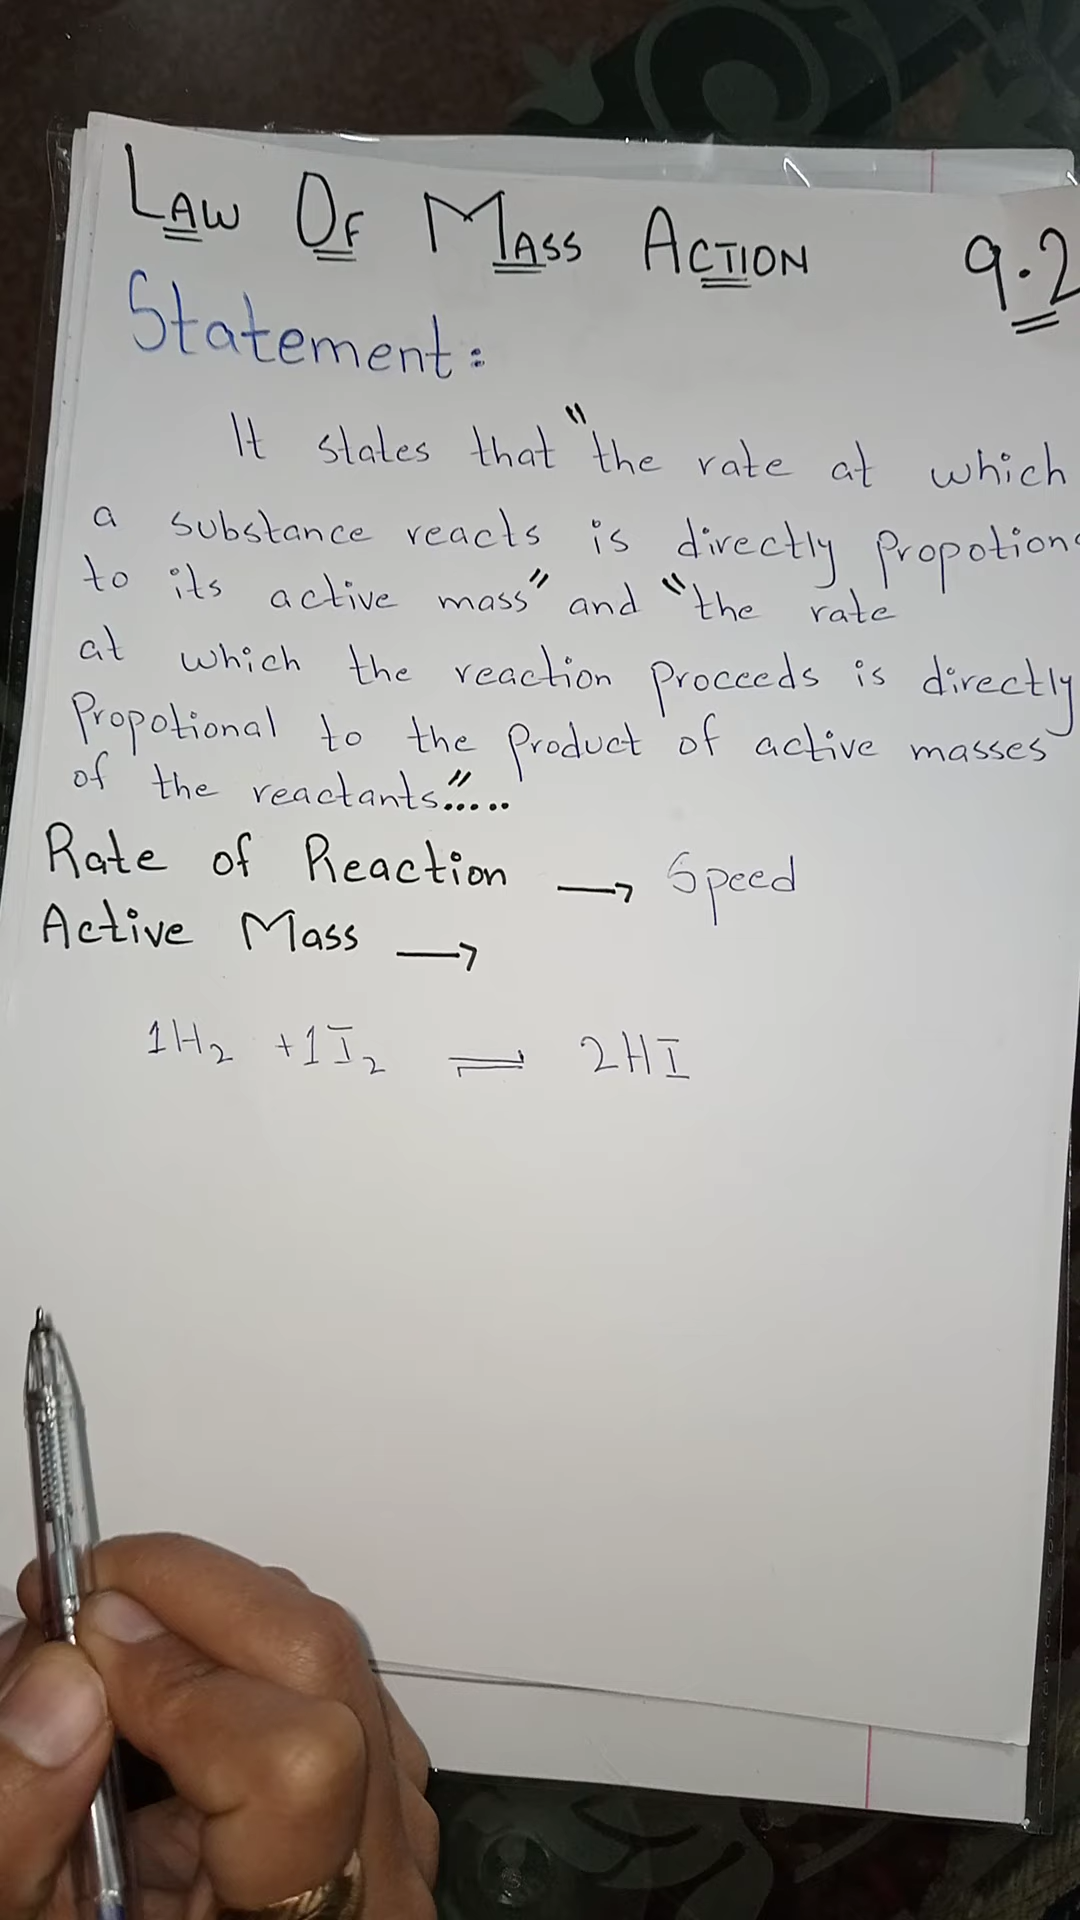 LAW OF MASS ACTION 9.2
Statement:
It states that "the rate at which
a substance reacts is directly Propotion
to its active mass" and "the rate
at which the reaction proceeds is directly
Propotional to the product of active masses
of the reactants".....
Rate of Reaction → Speed
Active Mass →
1H₂ + 1I₂ ⇌ 2HI